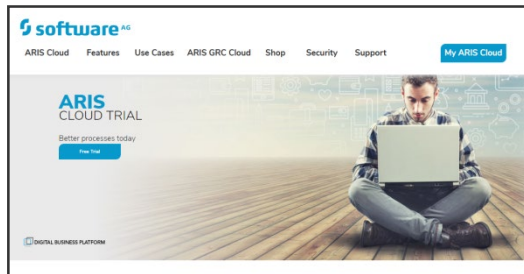 software AG
ARIS Cloud Features Use Cases ARIS GRC Cloud Shop Security Support My ARIS Cloud
ARIS
CLOUD TRIAL
Better processes today
Free Trial
DIGITAL BUSINESS PLATFORM